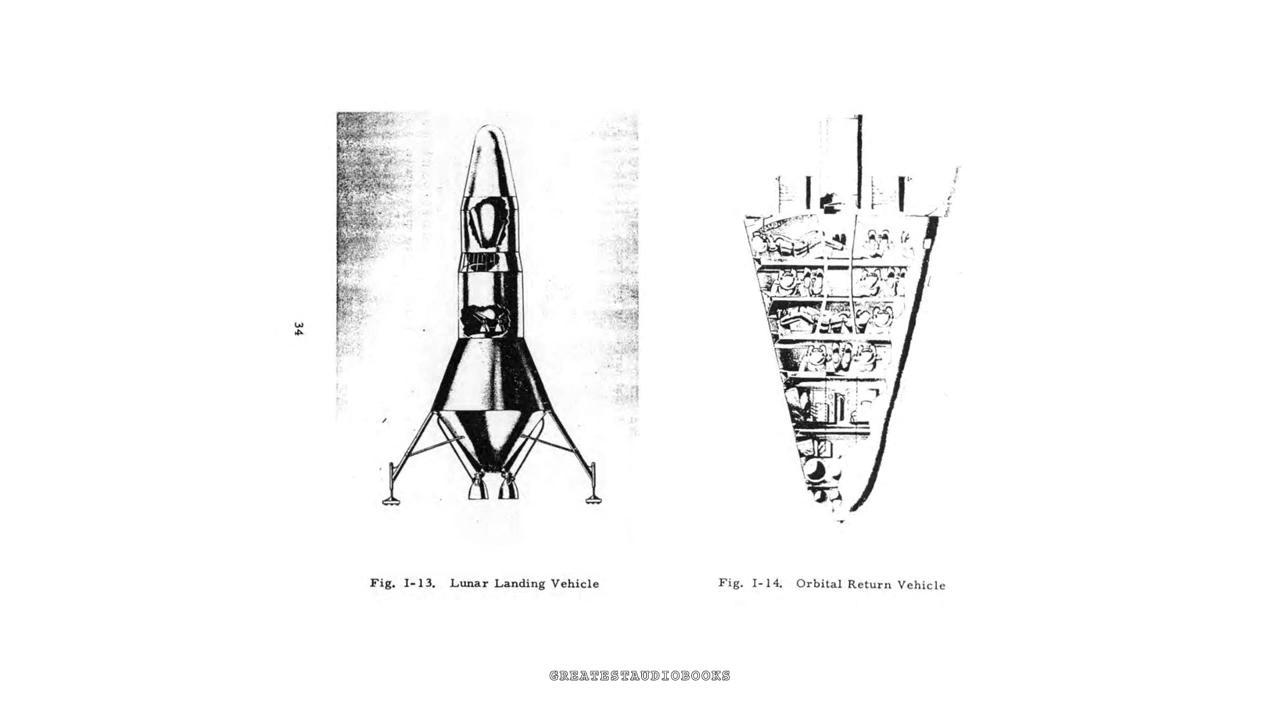 34
Fig. I-13. Lunar Landing Vehicle
Fig. I-14. Orbital Return Vehicle
GREATESTAUDIOBOOKS